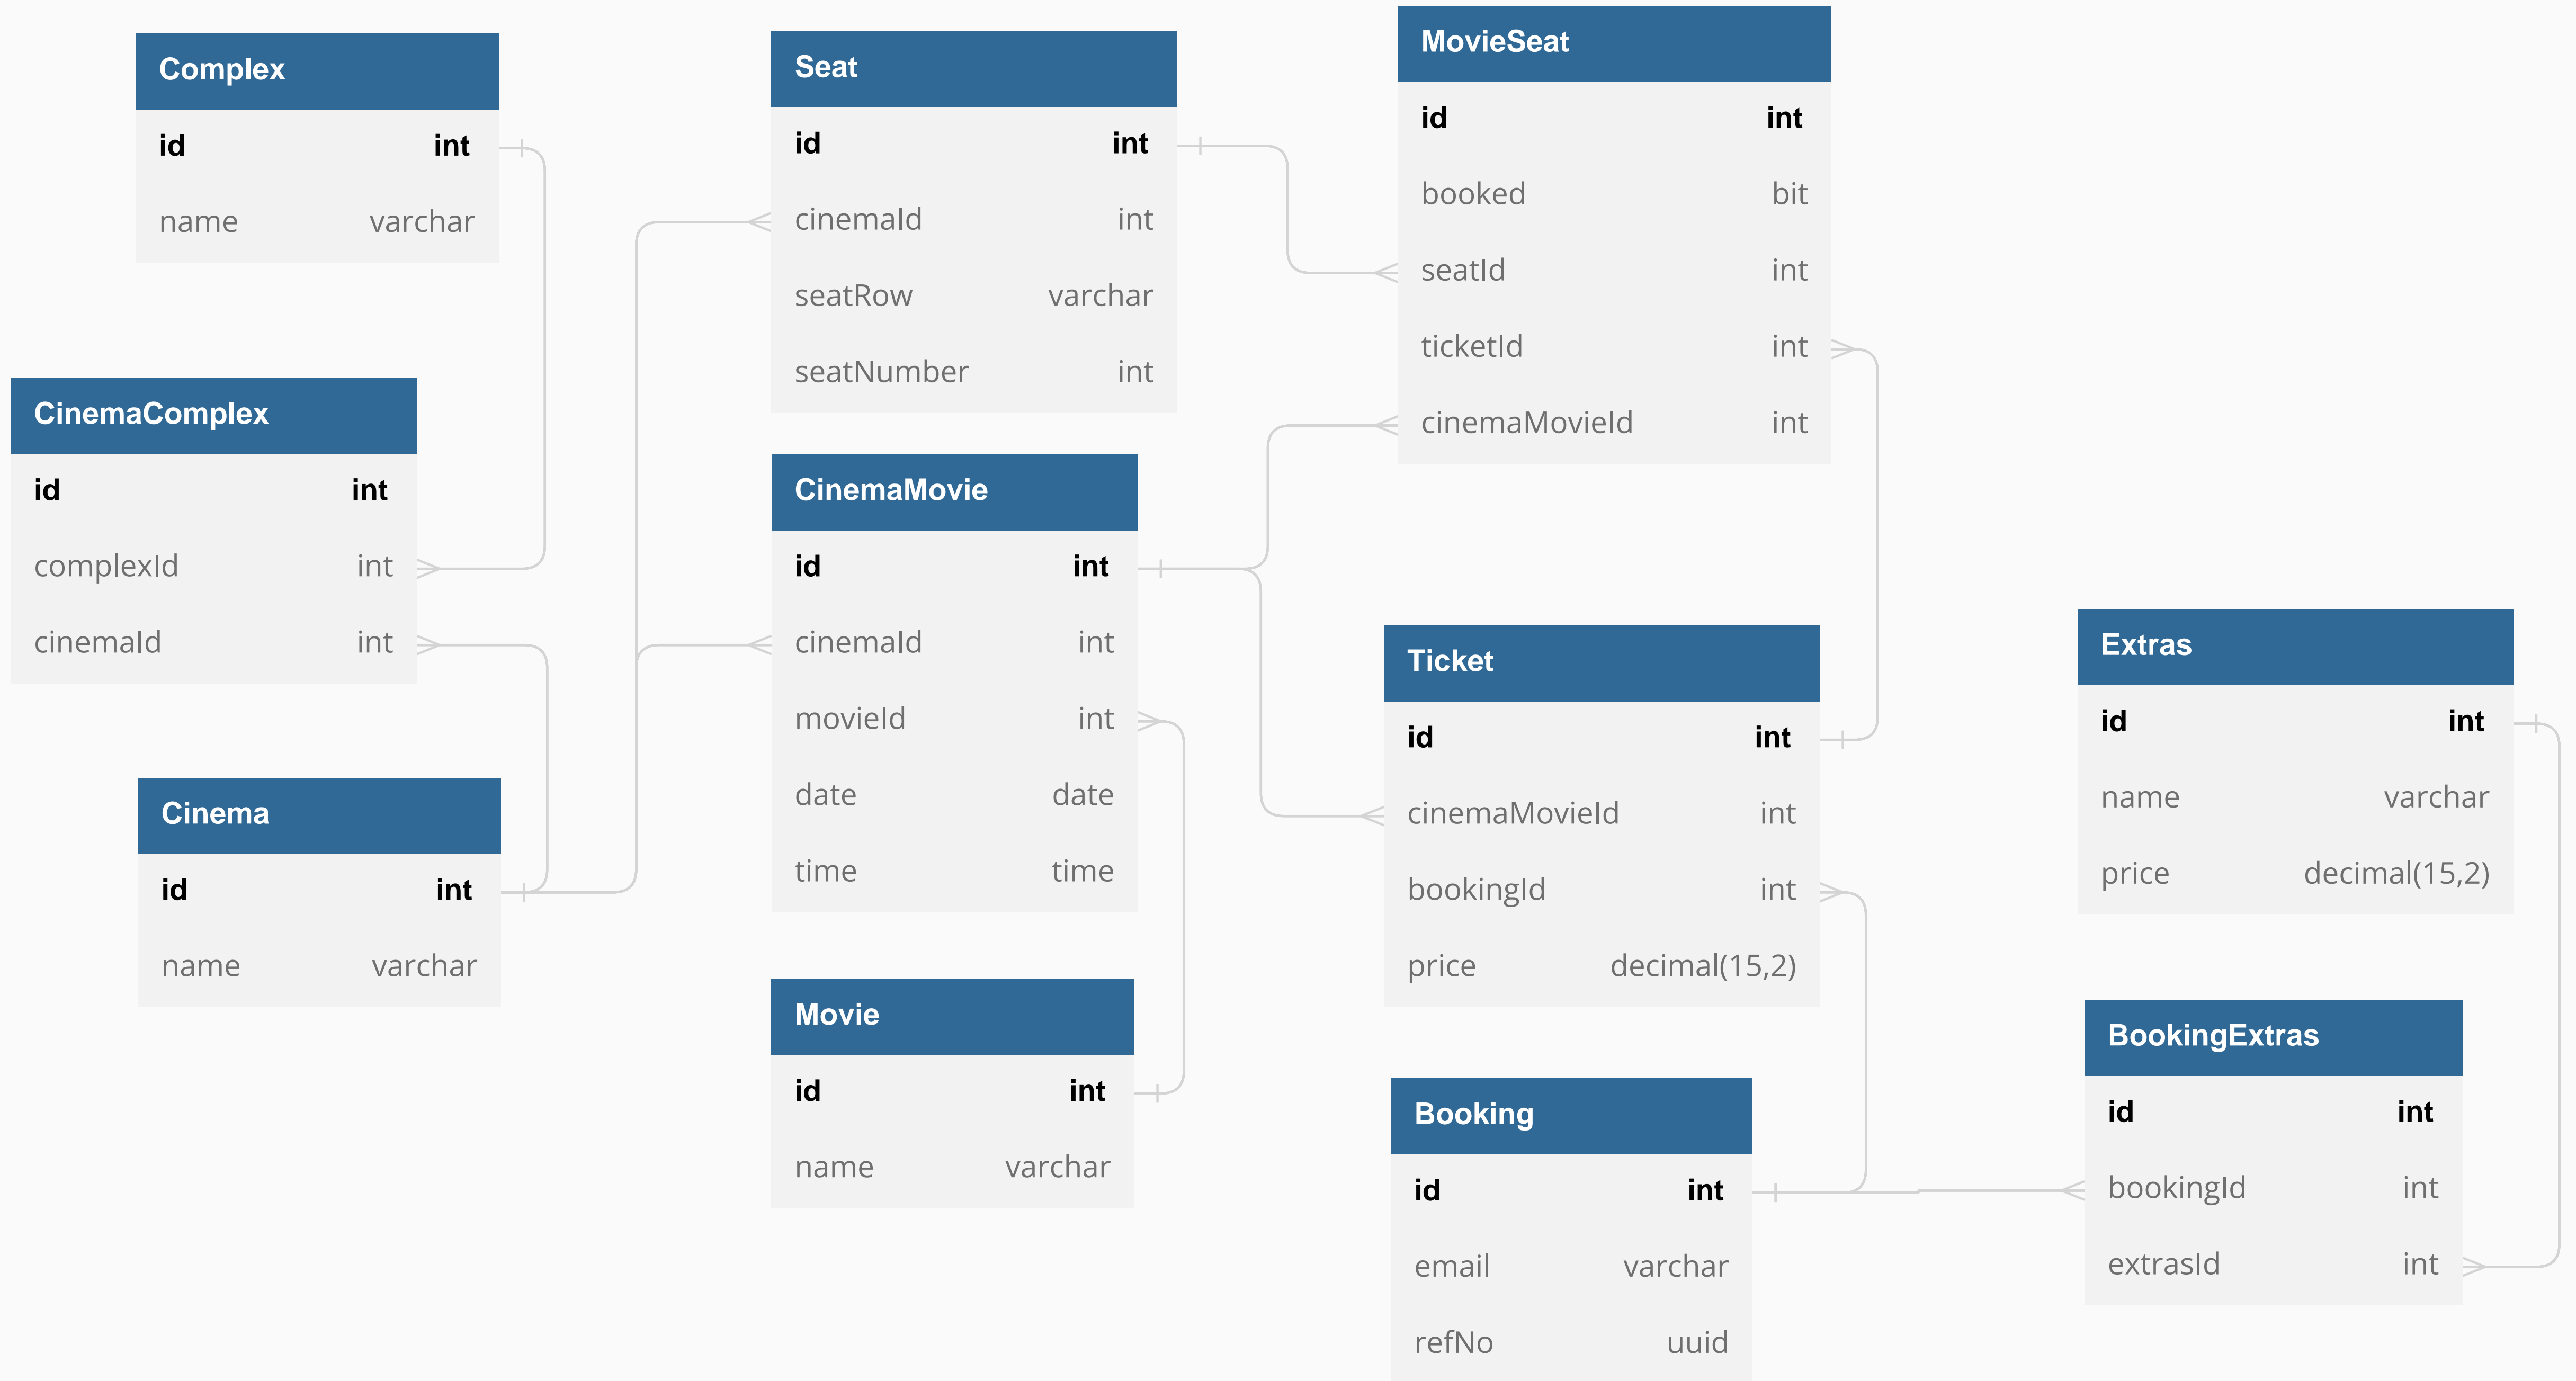 Complex
id int
name varchar
CinemaComplex
id int
complexId int
cinemaId int
Cinema
id int
name varchar
Seat
id int
cinemaId int
seatRow varchar
seatNumber int
CinemaMovie
id int
cinemaId int
movieId int
date date
time time
Movie
id int
name varchar
MovieSeat
id int
booked bit
seatId int
ticketId int
cinemaMovieId int
Ticket
id int
cinemaMovieId int
bookingId int
price decimal(15,2)
Booking
id int
email varchar
refNo uuid
Extras
id int
name varchar
price decimal(15,2)
BookingExtras
id int
bookingId int
extrasId int